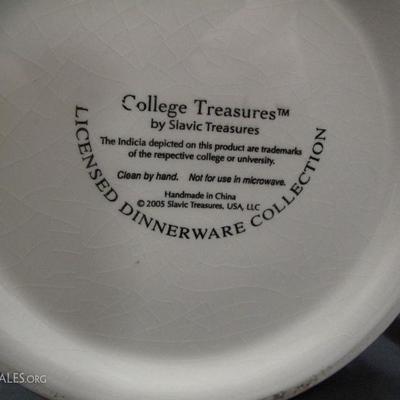 College Treasures™
by Slavic Treasures
The Indicia depicted on this product are trademarks
of the respective college or university.
Clean by hand. Not for use in microwave.
Handmade in China
© 2005 Slavic Treasures, USA, LLC
LICENSED DINNERWARE COLLECTION
ALES.ORG